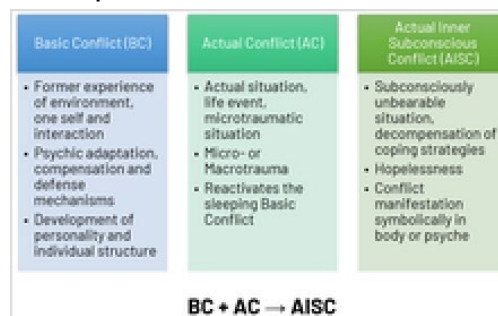 Basic Conflict (BC)
• Former experience
of environment,
one self and
interaction
• Psychic adaptation,
compensation and
defense
mechanisms
• Development of
personality and
individual structure
Actual Conflict (AC)
• Actual situation,
life event,
microtraumatic
situation
• Micro- or
Macrotrauma
• Reactivates the
sleeping Basic
Conflict
Actual Inner
Subconscious
Conflict (AISC)
• Subconsciously
unbearable
situation,
decompensation of
coping strategies
• Hopelessness
• Conflict
manifestation
symbolically in
body or psyche
BC + AC → AISC